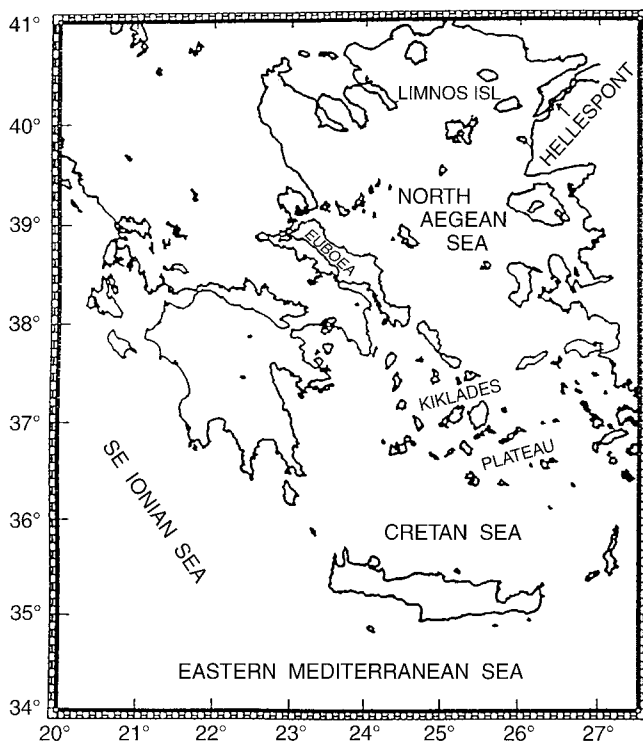 41°
40°
39°
38°
37°
36°
35°
34°
20°
21°
22°
23°
24°
25°
26°
27°
LIMNOS ISL
HELLESPONT
NORTH
AEGEAN
SEA
EUBOEA
KIKLADES
PLATEAU
SE IONIAN SEA
CRETAN SEA
EASTERN MEDITERRANEAN SEA